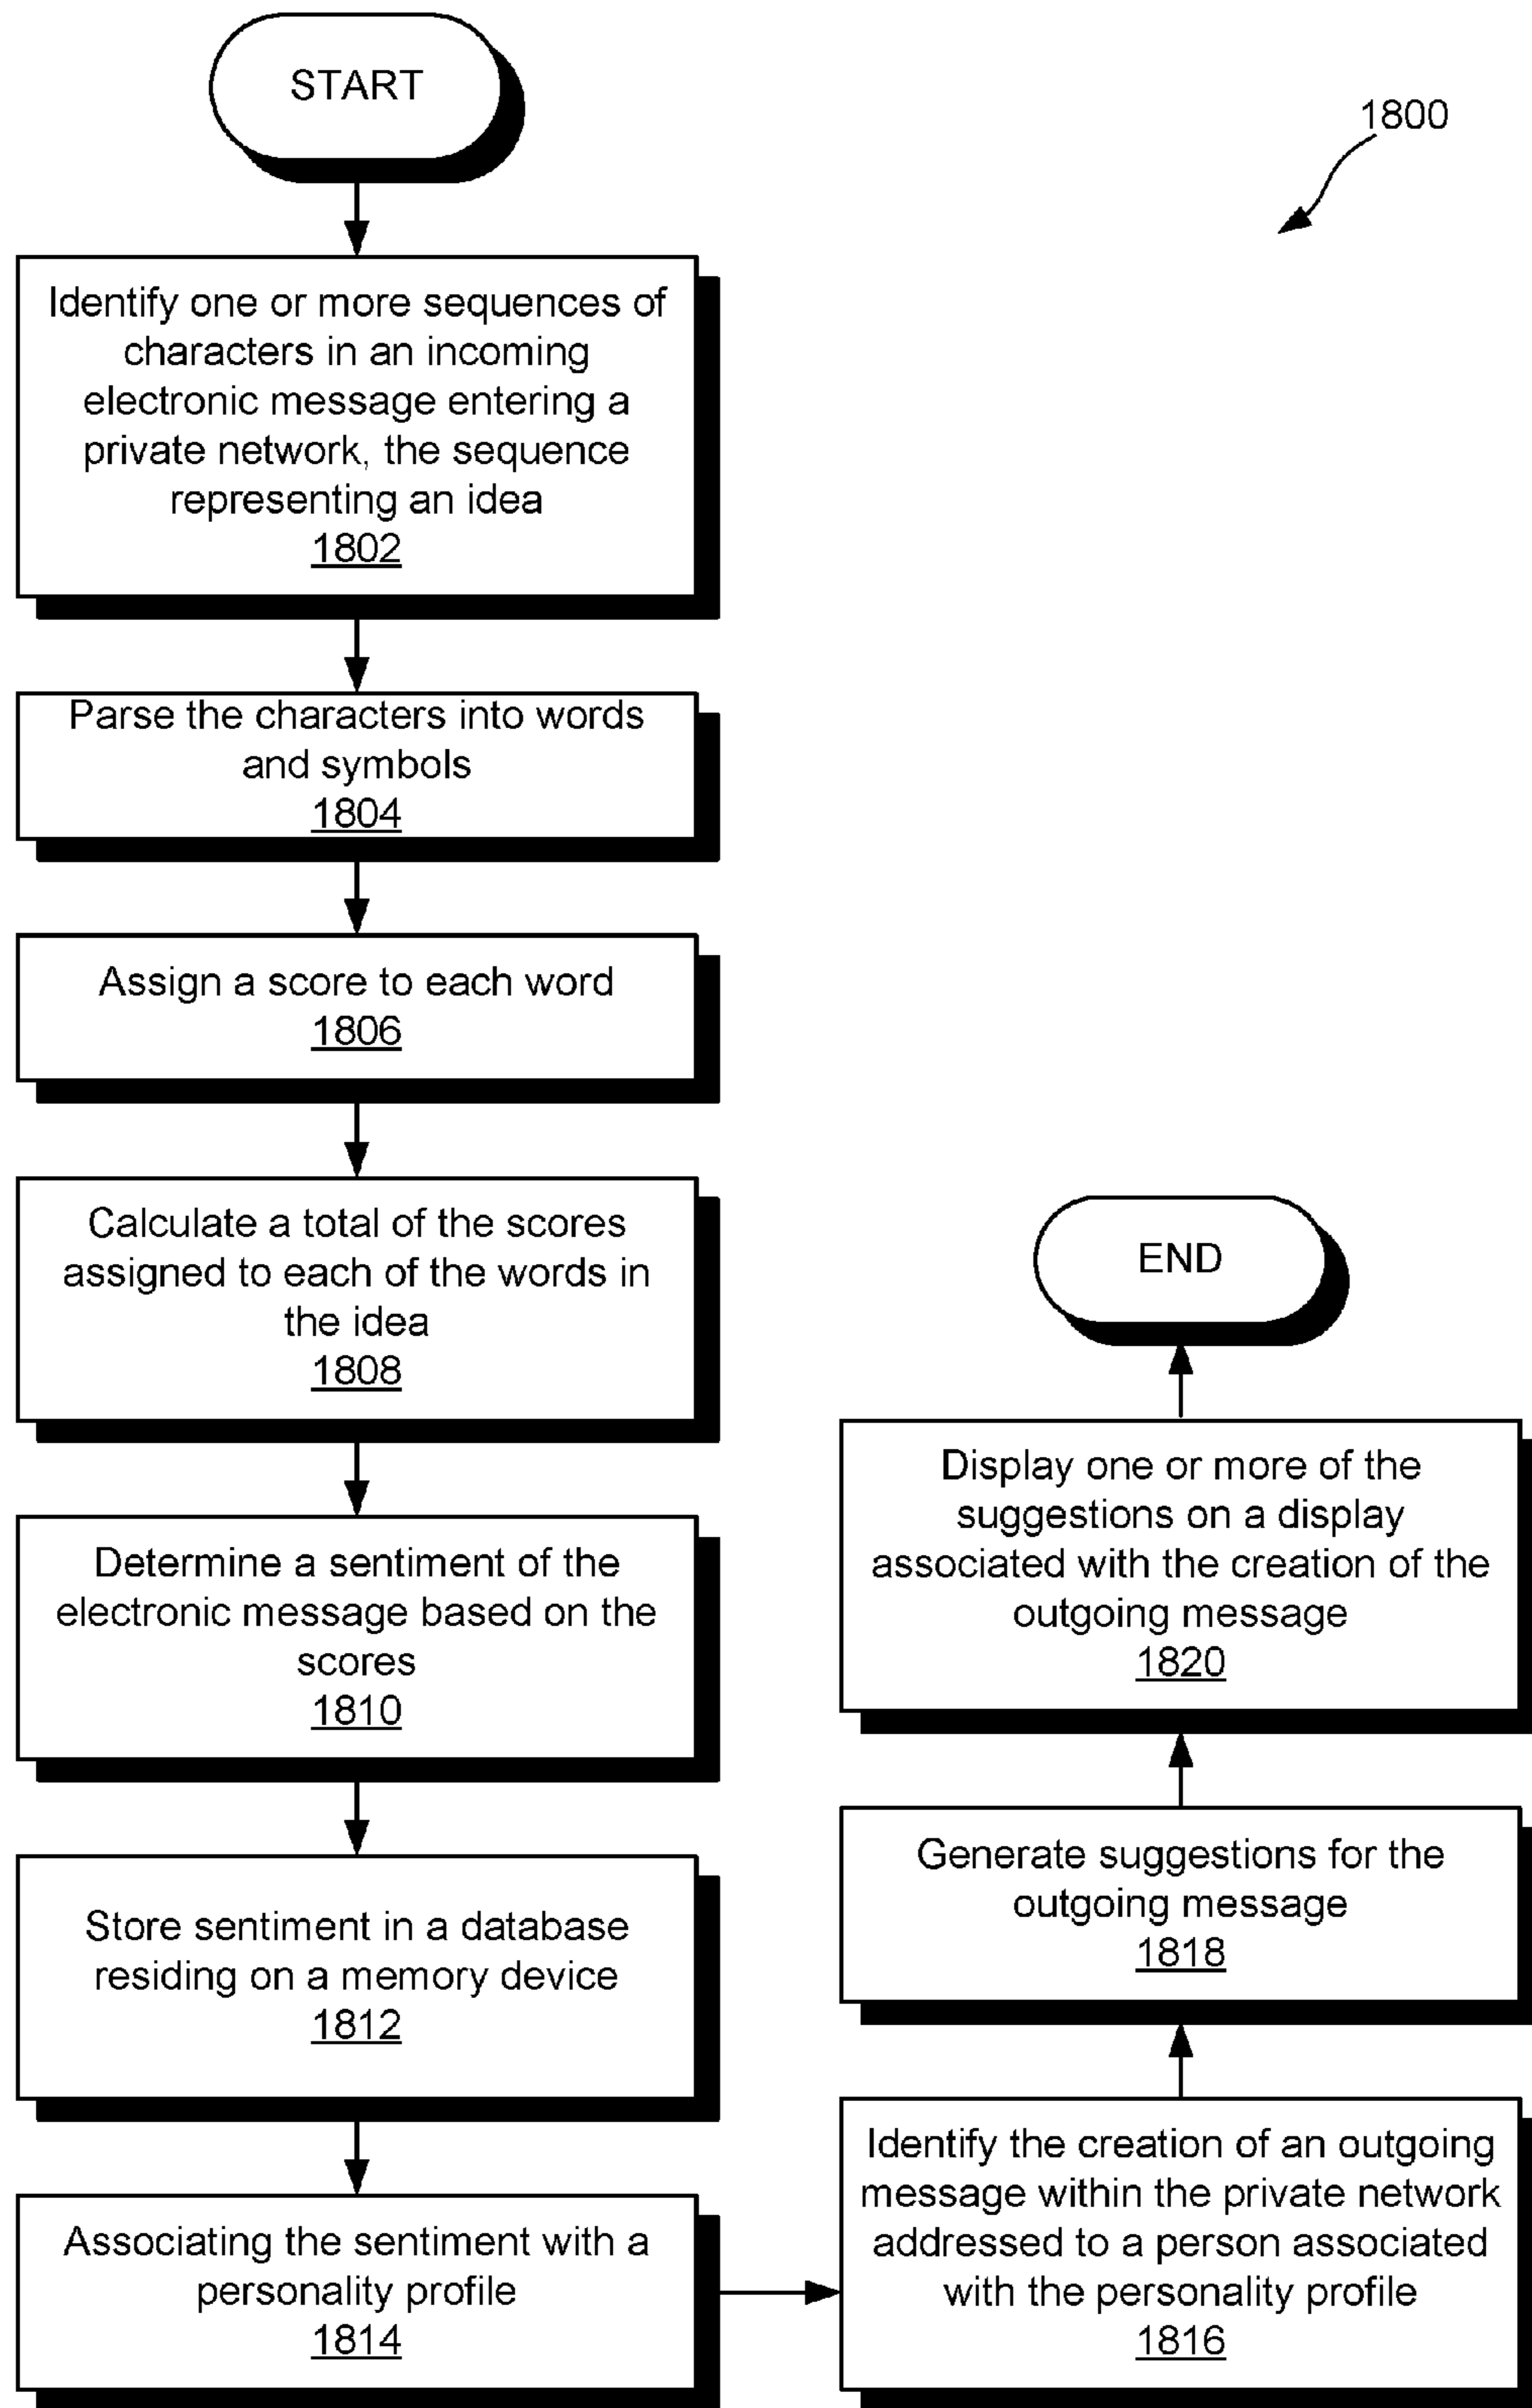 START
1800
Identify one or more sequences of
characters in an incoming
electronic message entering a
private network, the sequence
representing an idea
1802
Parse the characters into words
and symbols
1804
Assign a score to each word
1806
Calculate a total of the scores
assigned to each of the words in
the idea
1808
Determine a sentiment of the
electronic message based on the
scores
1810
Store sentiment in a database
residing on a memory device
1812
Associating the sentiment with a
personality profile
1814
Identify the creation of an outgoing
message within the private network
addressed to a person associated
with the personality profile
1816
Generate suggestions for the
outgoing message
1818
Display one or more of the
suggestions on a display
associated with the creation of the
outgoing message
1820
END